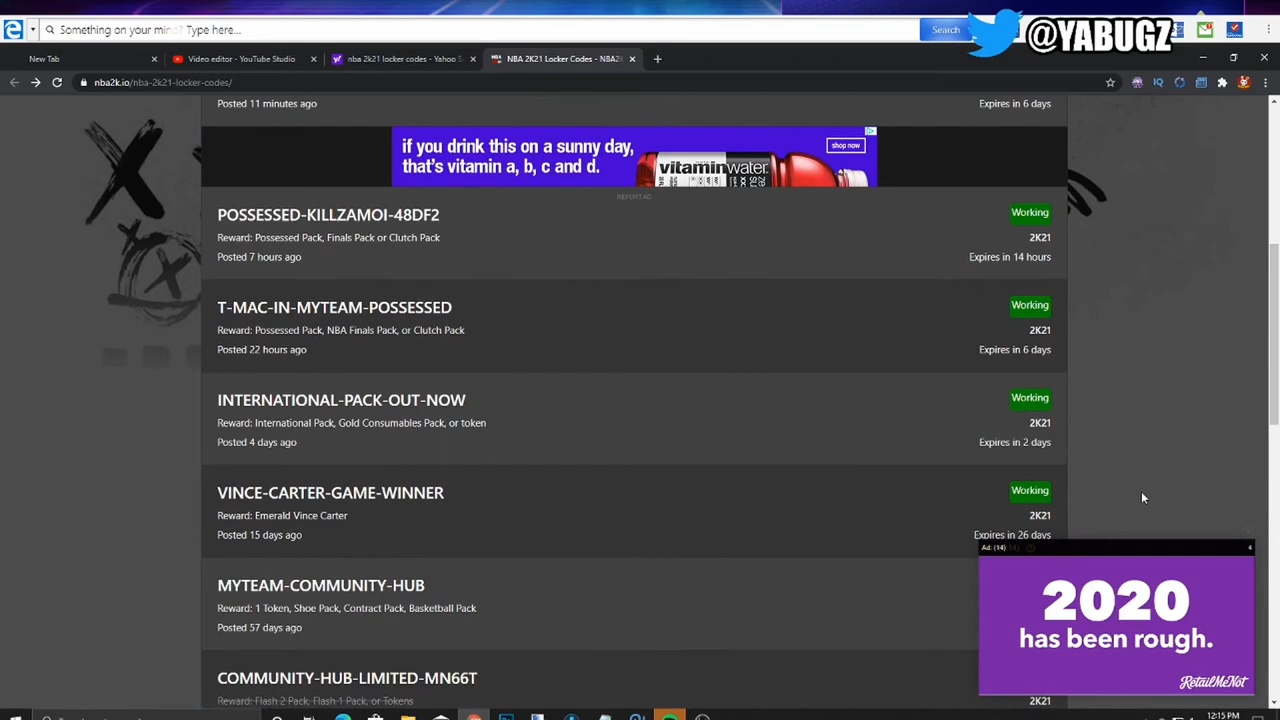 Something on your mind? Type here...
Search
@YABUGZ
New Tab
Video editor - YouTube Studio
nba 2k21 locker codes - Yahoo S
NBA 2K21 Locker Codes - NBA2
nba2k.io/nba-2k21-locker-codes/
Posted 11 minutes ago
Expires in 6 days
if you drink this on a sunny day,
that's vitamin a, b, c and d.
vitaminwater
shop now
REPORT AD
POSSESSED-KILLZAMOI-48DF2
Working
Reward: Possessed Pack, Finals Pack or Clutch Pack
2K21
Posted 7 hours ago
Expires in 14 hours
T-MAC-IN-MYTEAM-POSSESSED
Working
Reward: Possessed Pack, NBA Finals Pack, or Clutch Pack
2K21
Posted 22 hours ago
Expires in 6 days
INTERNATIONAL-PACK-OUT-NOW
Working
Reward: International Pack, Gold Consumables Pack, or token
2K21
Posted 4 days ago
Expires in 2 days
VINCE-CARTER-GAME-WINNER
Working
Reward: Emerald Vince Carter
2K21
Posted 15 days ago
Expires in 26 days
Ad: (14)
4
2020
has been rough.
RetailMeNot
MYTEAM-COMMUNITY-HUB
Reward: 1 Token, Shoe Pack, Contract Pack, Basketball Pack
Posted 57 days ago
COMMUNITY-HUB-LIMITED-MN66T
Reward: Flash 2 Pack, Flash 1 Pack, or Tokens
2K21
12:15 PM